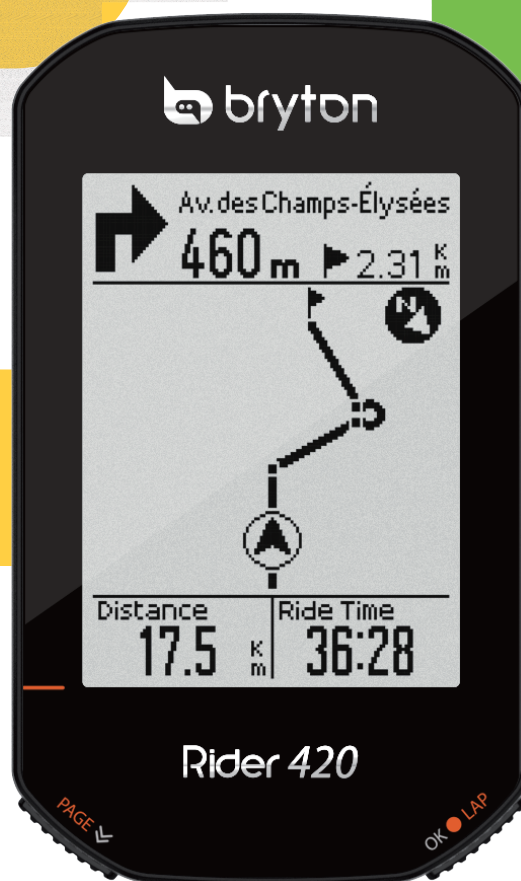 bryton
Av. des Champs-Élysées
460 m 2.31 Km
N
Distance Ride Time
17.5 Km 36:28
Rider 420
PAGE OK LAP